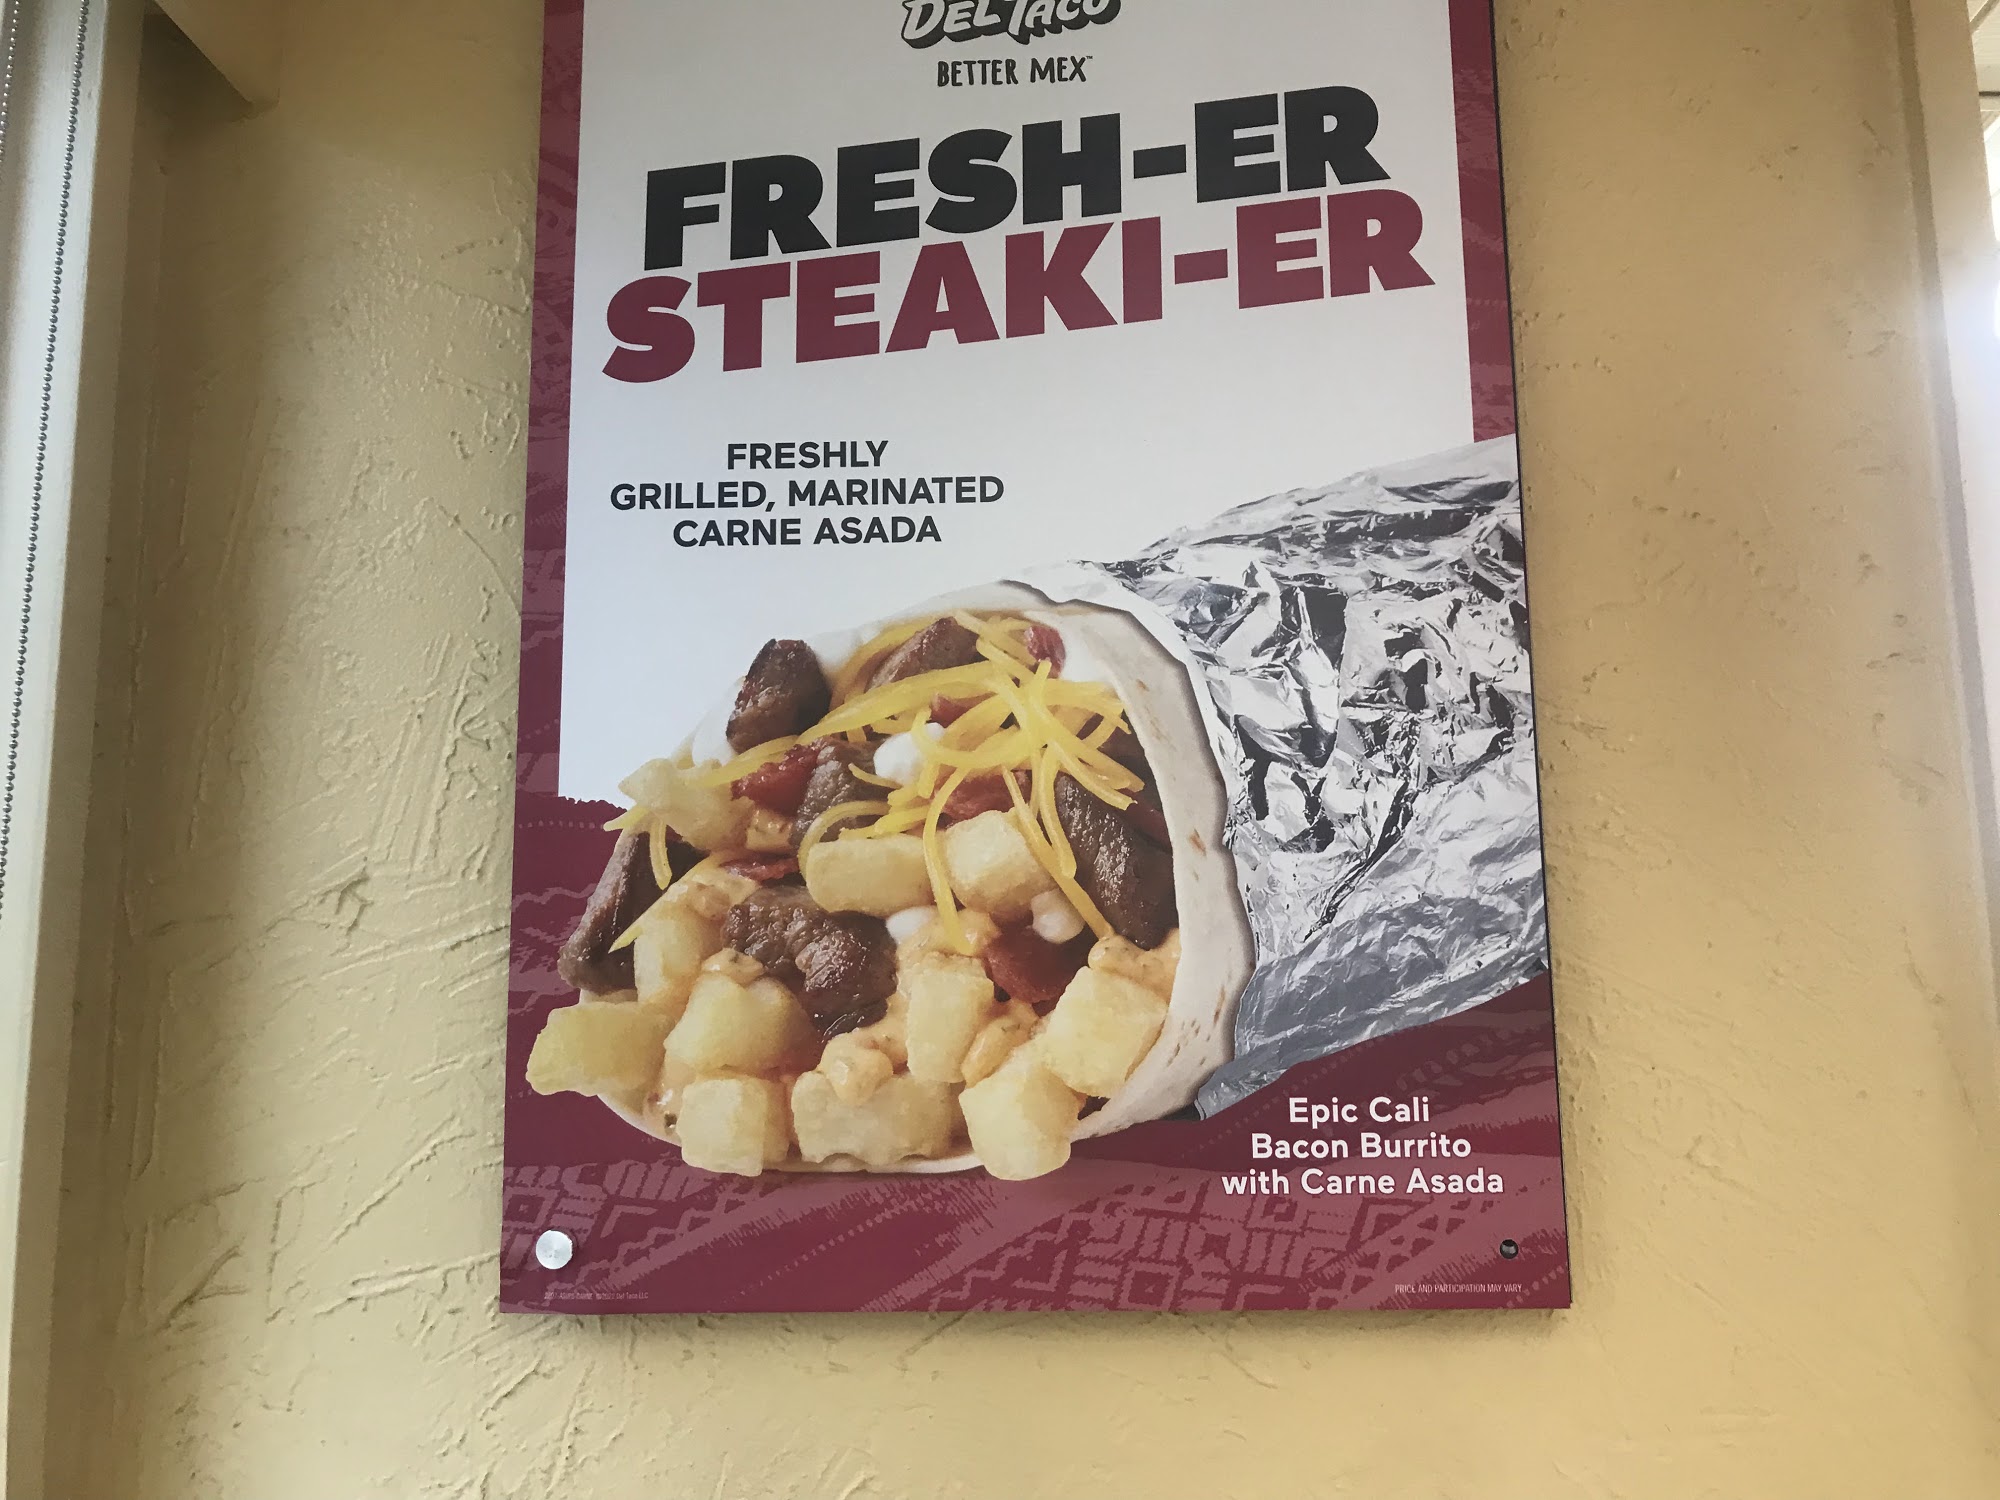 DEL TACO
BETTER MEX™
FRESH-ER
STEAKI-ER
FRESHLY
GRILLED, MARINATED
CARNE ASADA
Epic Cali
Bacon Burrito
with Carne Asada
PRICE AND PARTICIPATION MAY VARY